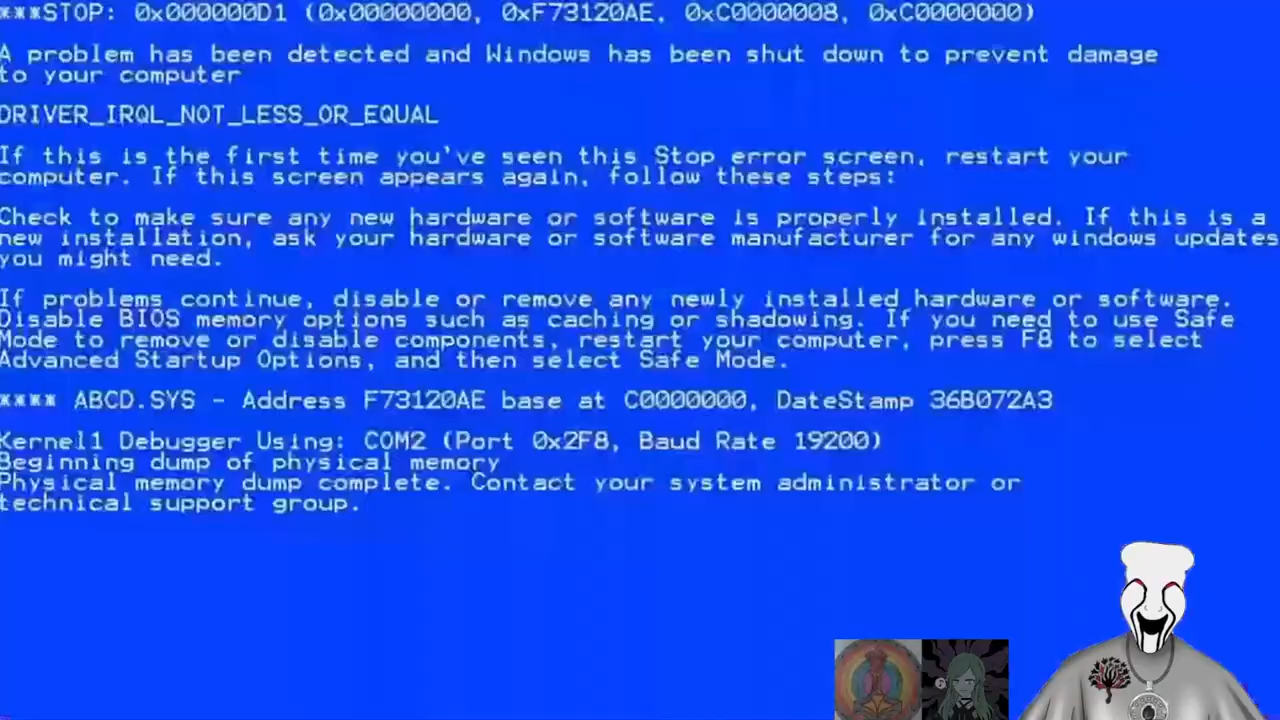 ***STOP: 0x000000D1 (0x00000000, 0xF73120AE, 0xC0000008, 0xC0000000)
A problem has been detected and Windows has been shut down to prevent damage
to your computer
DRIVER_IRQL_NOT_LESS_OR_EQUAL
If this is the first time you've seen this Stop error screen, restart your
computer. If this screen appears again, follow these steps:
Check to make sure any new hardware or software is properly installed. If this is a
new installation, ask your hardware or software manufacturer for any windows updates
you might need.
If problems continue, disable or remove any newly installed hardware or software.
Disable BIOS memory options such as caching or shadowing. If you need to use Safe
Mode to remove or disable components, restart your computer, press F8 to select
Advanced Startup Options, and then select Safe Mode.
**** ABCD.SYS - Address F73120AE base at C0000000, DateStamp 36B072A3
Kernel1 Debugger Using: COM2 (Port 0x2F8, Baud Rate 19200)
Beginning dump of physical memory
Physical memory dump complete. Contact your system administrator or
technical support group.